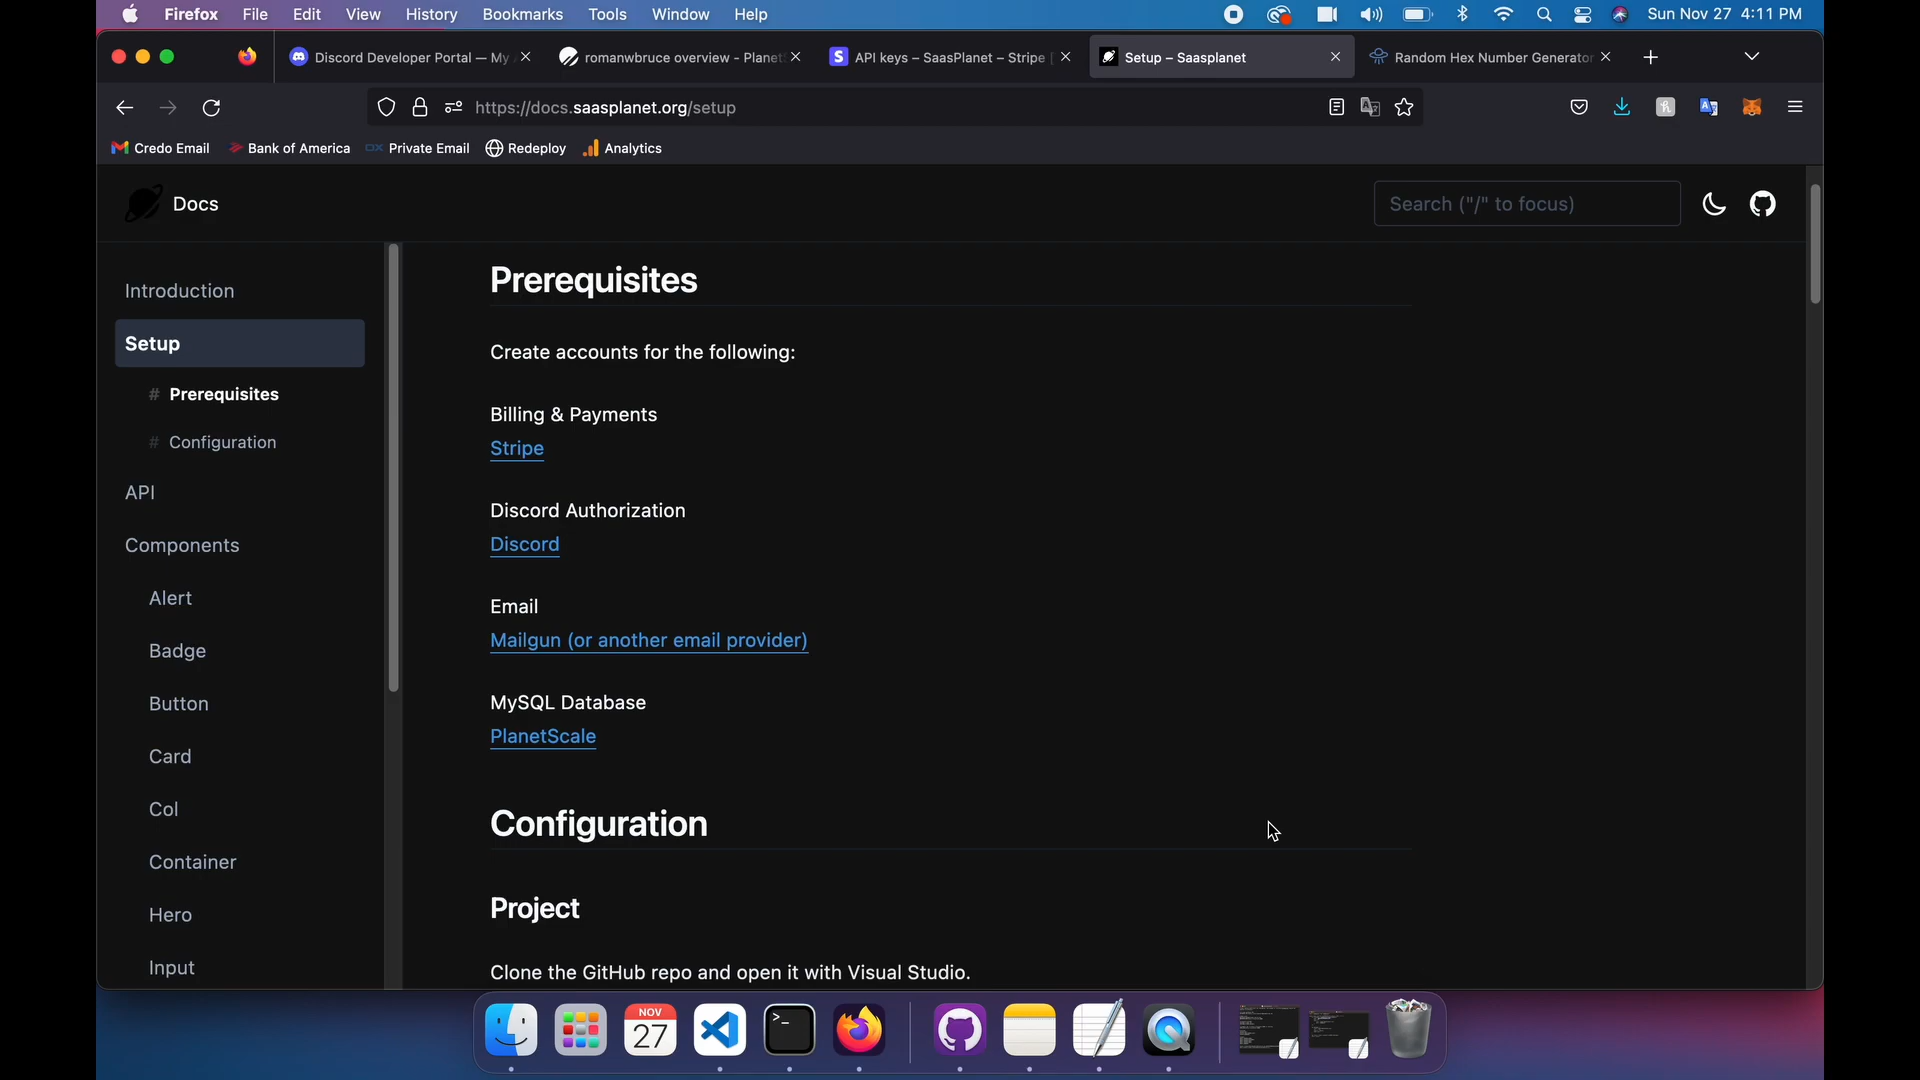 Firefox File Edit View History Bookmarks Tools Window Help Sun Nov 27 4:11 PM
Discord Developer Portal — My romanwbruce overview - Planet API keys – SaasPlanet – Stripe Setup – Saasplanet Random Hex Number Generator
https://docs.saasplanet.org/setup
Credo Email Bank of America Private Email Redeploy Analytics
Docs
Search ("/" to focus)
Introduction
Setup
# Prerequisites
# Configuration
API
Components
Alert
Badge
Button
Card
Col
Container
Hero
Input
Prerequisites
Create accounts for the following:
Billing & Payments
Stripe
Discord Authorization
Discord
Email
Mailgun (or another email provider)
MySQL Database
PlanetScale
Configuration
Project
Clone the GitHub repo and open it with Visual Studio.
NOV
27